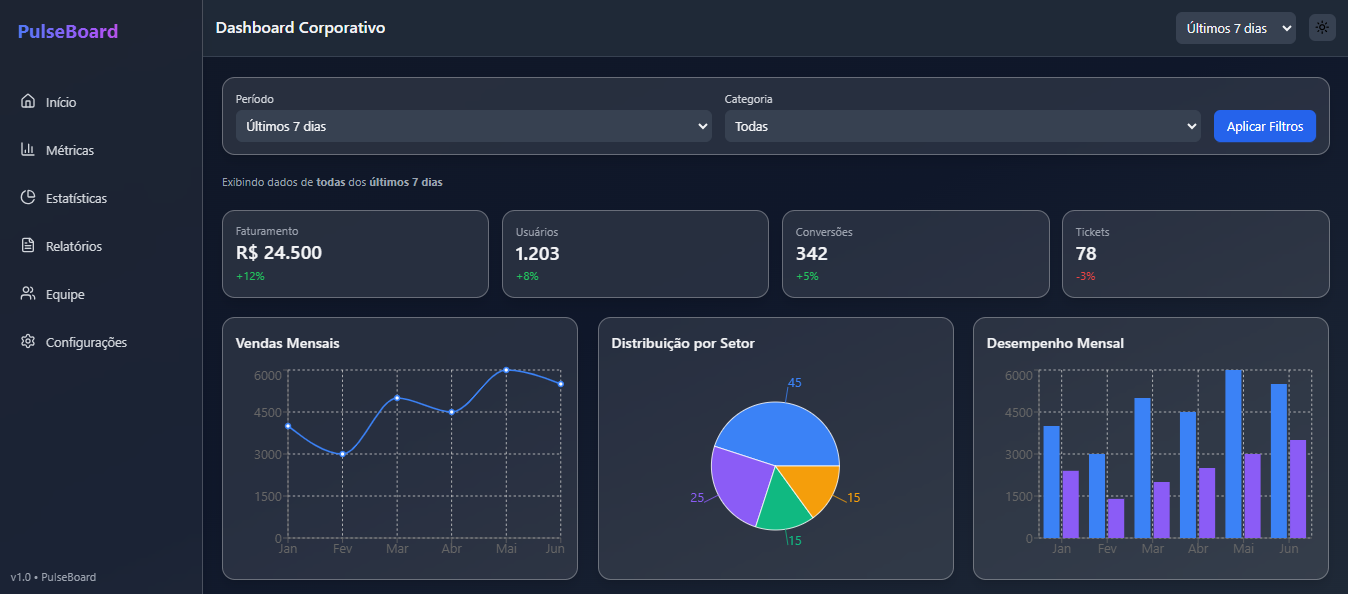 PulseBoard
Dashboard Corporativo
Últimos 7 dias
Início
Métricas
Estatísticas
Relatórios
Equipe
Configurações
v1.0 • PulseBoard
Período
Categoria
Últimos 7 dias
Todas
Aplicar Filtros
Exibindo dados de todas dos últimos 7 dias
Faturamento
R$ 24.500
+12%
Usuários
1.203
+8%
Conversões
342
+5%
Tickets
78
-3%
Vendas Mensais
6000
4500
3000
1500
0
Jan Fev Mar Abr Mai Jun
Distribuição por Setor
45
25
15
15
Desempenho Mensal
6000
4500
3000
1500
0
Jan Fev Mar Abr Mai Jun